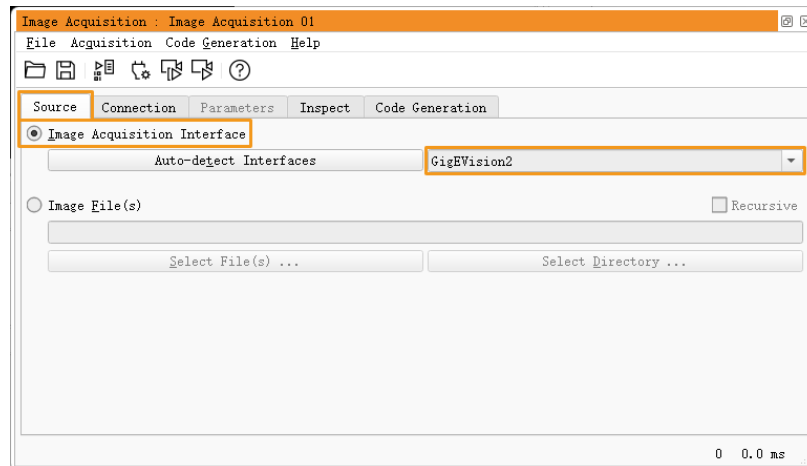 Image Acquisition : Image Acquisition 01
File Acquisition Code Generation Help
Source Connection Parameters Inspect Code Generation
Image Acquisition Interface
Auto-detect Interfaces GigEVision2
Image File(s) Recursive
Select File(s) ... Select Directory ...
0 0.0 ms